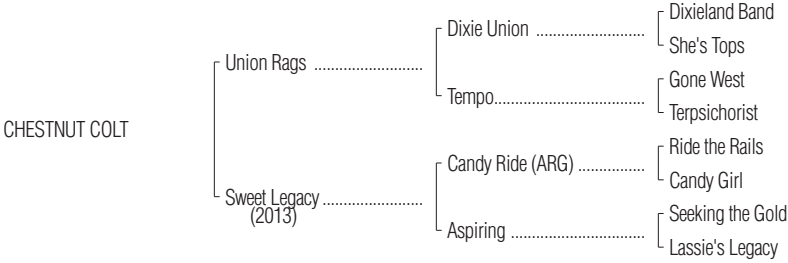 Dixieland Band
Dixie Union ........................
She's Tops
Union Rags ........................
Gone West
Tempo.................................
Terpsichorist
CHESTNUT COLT
Ride the Rails
Candy Ride (ARG) ...............
Candy Girl
Sweet Legacy ......................
(2013)
Seeking the Gold
Aspiring ..............................
Lassie's Legacy